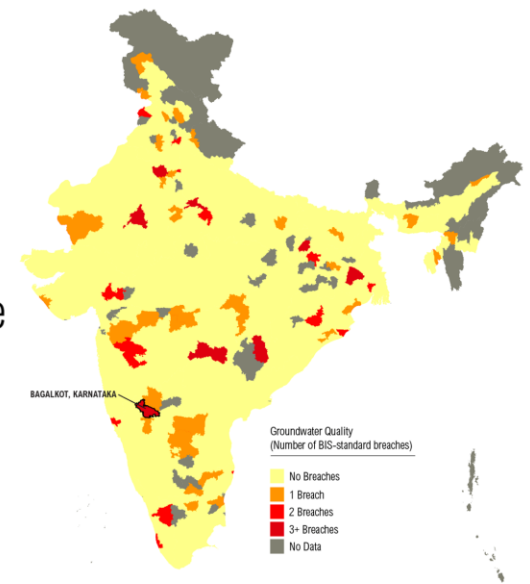 e
BAGALKOT, KARNATAKA
Groundwater Quality
(Number of BIS-standard breaches)
No Breaches
1 Breach
2 Breaches
3+ Breaches
No Data